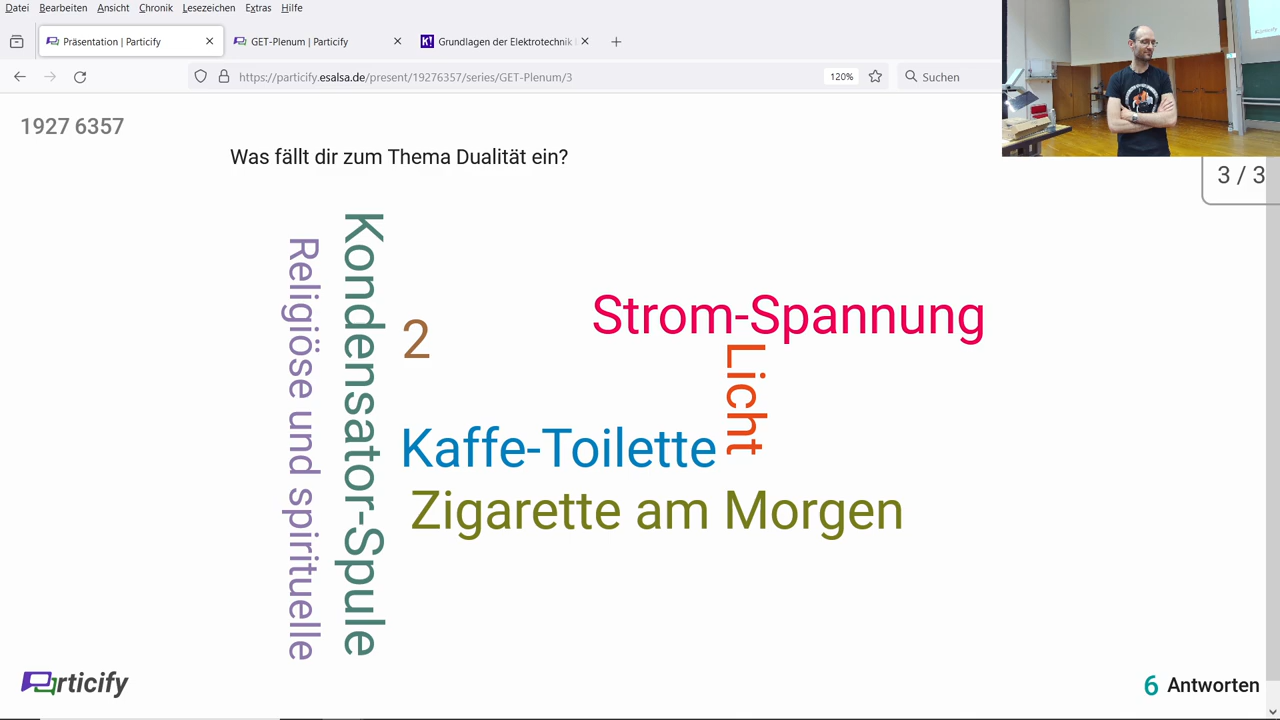 Datei Bearbeiten Ansicht Chronik Lesezeichen Extras Hilfe
Präsentation | Particify
GET-Plenum | Particify
Grundlagen der Elektrotechnik
https://particify.esalsa.de/present/19276357/series/GET-Plenum/3
120%
Suchen
1927 6357
Was fällt dir zum Thema Dualität ein?
3 / 3
Religiöse und spirituelle
Kondensator-Spule
2
Strom-Spannung
Licht
Kaffe-Toilette
Zigarette am Morgen
Particify
6 Antworten